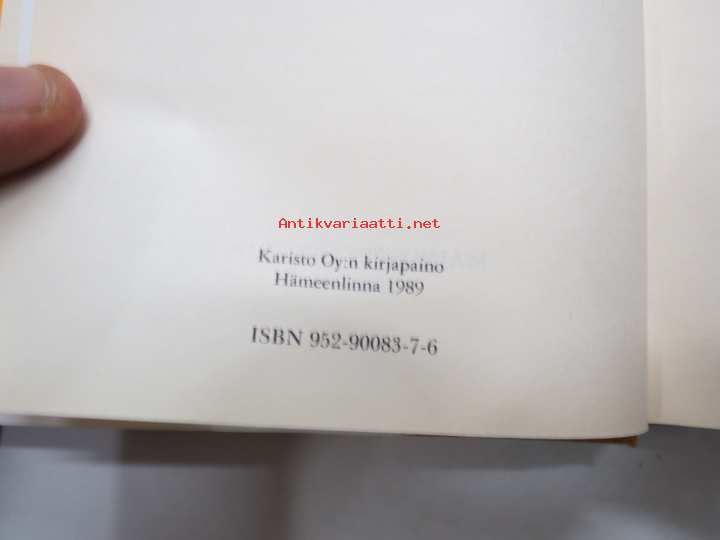 Antikvariaatti.net
Karisto Oy:n kirjapaino
Hämeenlinna 1989
ISBN 952-90083-7-6